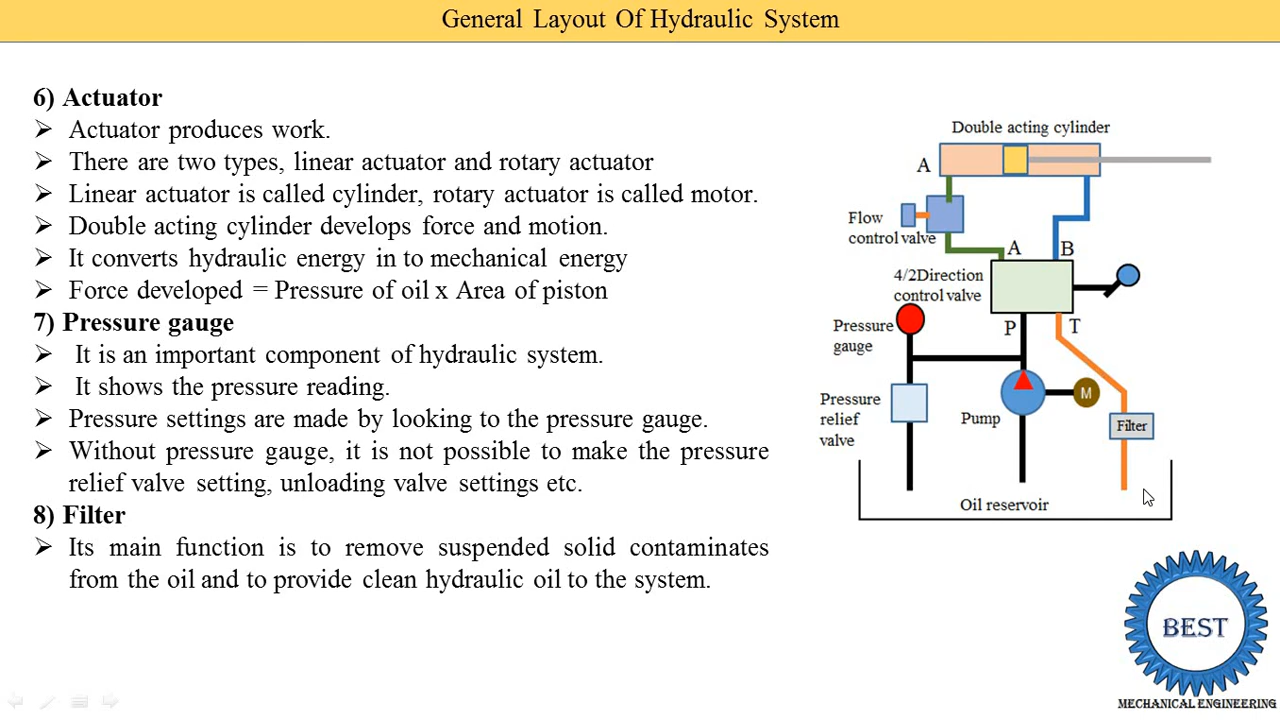 General Layout Of Hydraulic System
6) Actuator
➢ Actuator produces work.
➢ There are two types, linear actuator and rotary actuator
➢ Linear actuator is called cylinder, rotary actuator is called motor.
➢ Double acting cylinder develops force and motion.
➢ It converts hydraulic energy in to mechanical energy
➢ Force developed = Pressure of oil x Area of piston
7) Pressure gauge
➢ It is an important component of hydraulic system.
➢ It shows the pressure reading.
➢ Pressure settings are made by looking to the pressure gauge.
➢ Without pressure gauge, it is not possible to make the pressure
relief valve setting, unloading valve settings etc.
8) Filter
➢ Its main function is to remove suspended solid contaminates
from the oil and to provide clean hydraulic oil to the system.
Double acting cylinder
A
Flow
control valve
A
B
4/2Direction
control valve
P
T
Pressure
gauge
Pressure
relief
valve
Pump
M
Filter
Oil reservoir
BEST
MECHANICAL ENGINEERING